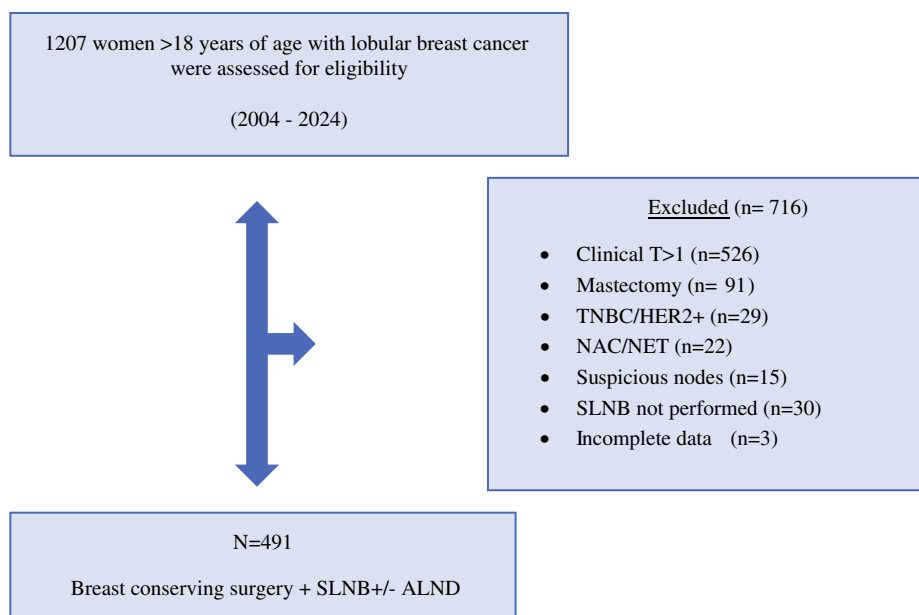 1207 women >18 years of age with lobular breast cancer
were assessed for eligibility
(2004 - 2024)
Excluded (n= 716)
• Clinical T>1 (n=526)
• Mastectomy (n= 91)
• TNBC/HER2+ (n=29)
• NAC/NET (n=22)
• Suspicious nodes (n=15)
• SLNB not performed (n=30)
• Incomplete data (n=3)
N=491
Breast conserving surgery + SLNB+/- ALND